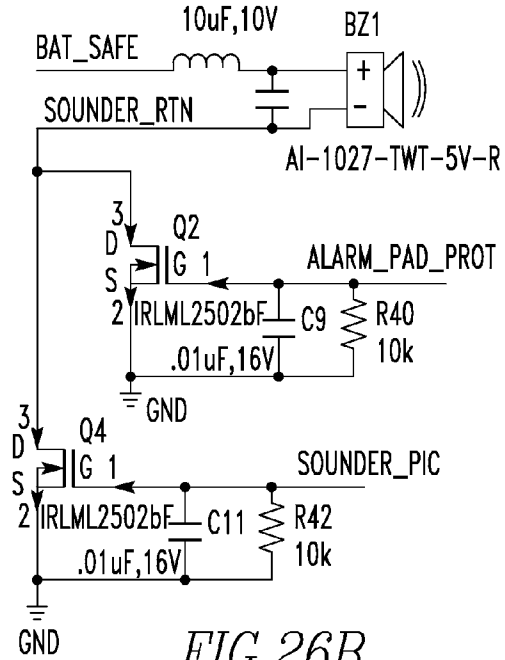 10uF,10V
BZ1
BAT_SAFE
+
SOUNDER_RTN
−
AI-1027-TWT-5V-R
3
D
Q2
G 1
ALARM_PAD_PROT
S
2
IRLML2502bF
C9
R40
10k
.01uF,16V
GND
3
D
Q4
G 1
SOUNDER_PIC
S
2
IRLML2502bF
C11
R42
10k
.01uF,16V
GND
FIG.26B